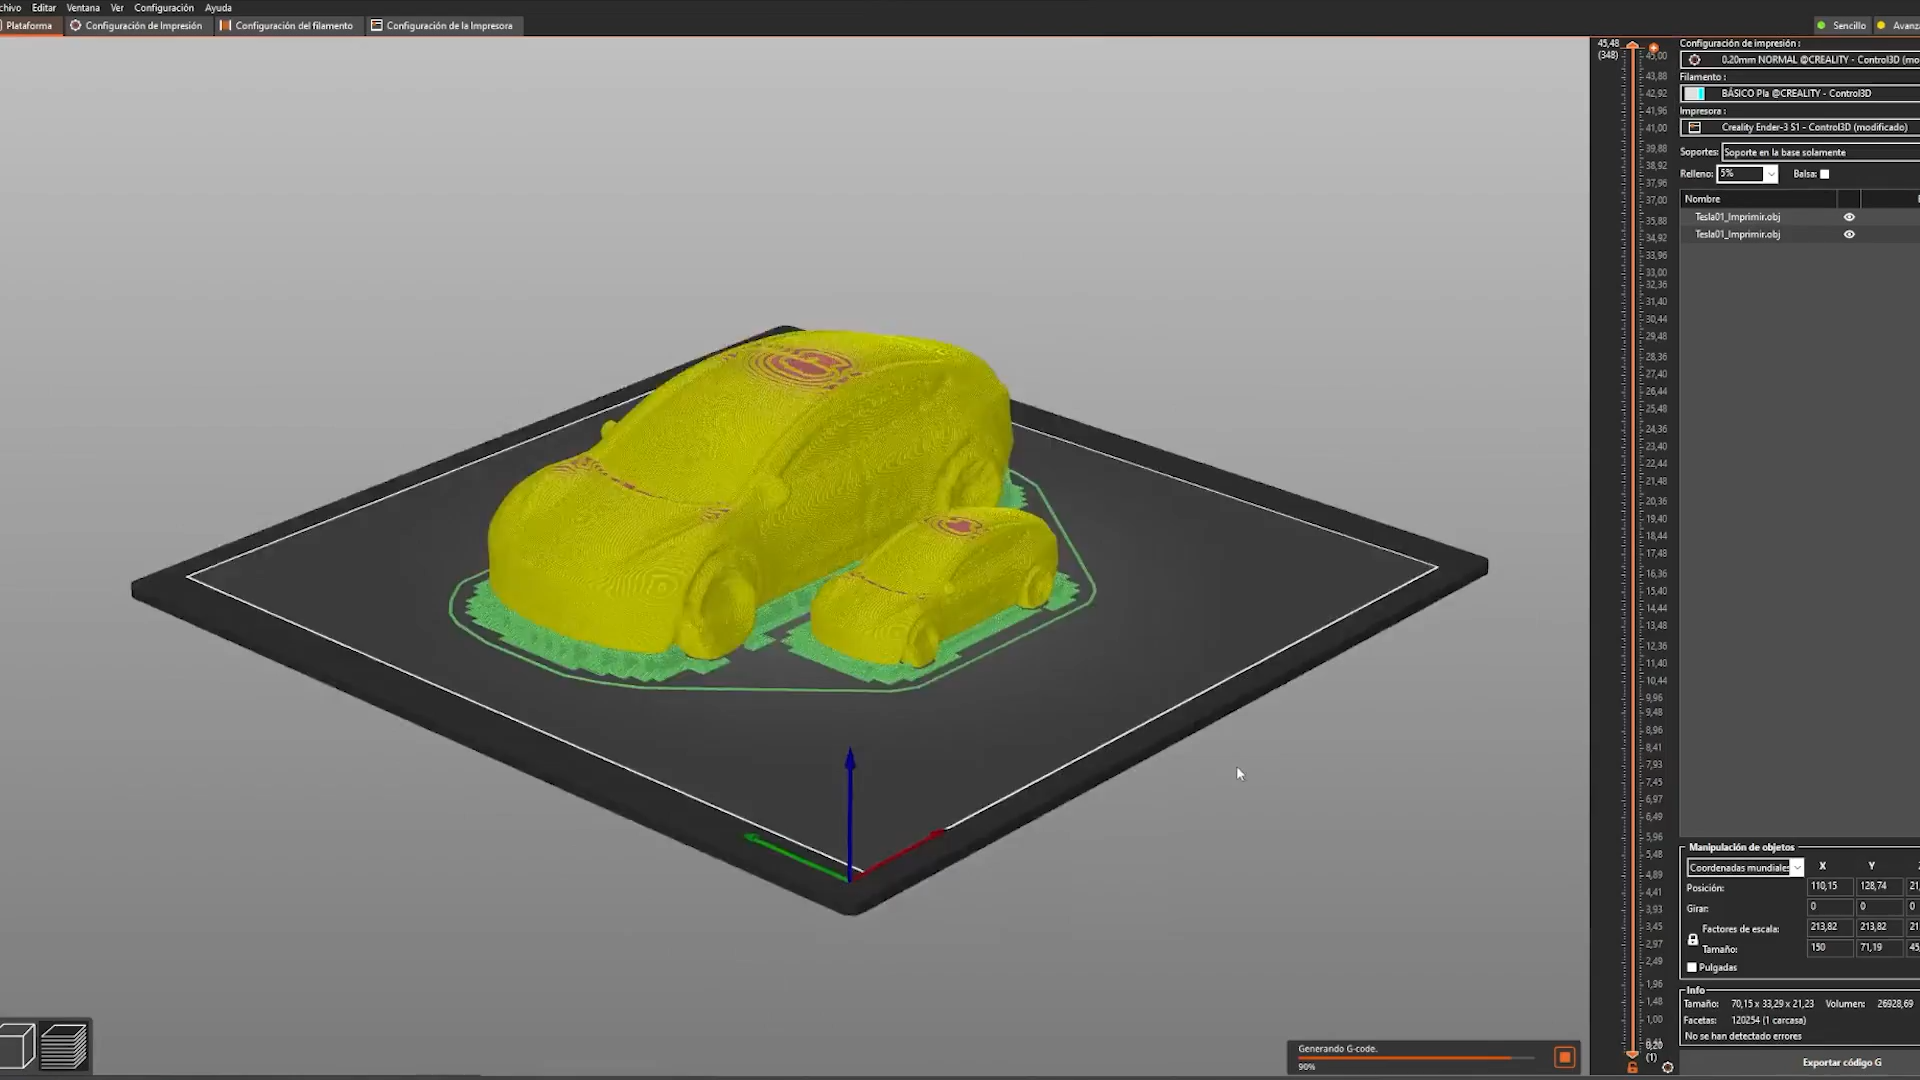 Editar Ventana Ver Configuración Ayuda
Plataforma Configuración de Impresión Configuración del filamento Configuración de la Impresora Sencillo
45,48
(348)
45,00
43,88
42,92
41,96
41,00
39,88
38,92
37,96
37,00
35,88
34,92
33,96
33,00
32,36
31,40
30,44
29,48
28,36
27,40
26,44
25,48
24,36
23,40
22,44
21,48
20,36
19,40
18,44
17,48
16,36
15,40
14,44
13,48
12,36
11,40
10,44
9,96
9,48
8,96
8,41
7,93
7,45
6,97
6,49
5,96
5,48
4,89
4,41
3,93
3,45
2,97
2,49
1,96
1,48
1,00
0,20
(1)
Configuración de impresión :
0.20mm NORMAL @CREALITY - Control3D
Filamento :
BÁSICO Pla @CREALITY - Control3D
Impresora :
Creality Ender-3 S1 - Control3D (modificado)
Soportes: Soporte en la base solamente
Relleno: 5% Balsa:
Nombre
Tesla01_Imprimir.obj
Tesla01_Imprimir.obj
Manipulación de objetos
Coordenadas mundiales X Y
Posición: 110,15 128,74
Girar: 0 0 0
Factores de escala: 213,82 213,82
Tamaño: 150 71,19
Pulgadas
Info
Tamaño: 70,15 x 33,29 x 21,23 Volumen: 26928,69
Facetas: 120254 (1 carcasa)
No se han detectado errores
Exportar código G
Generando G-code.
90%